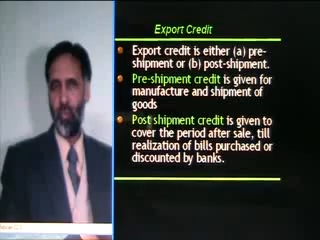 Export Credit
Export credit is either (a) pre-
shipment or (b) post-shipment.
Pre-shipment credit is given for
manufacture and shipment of
goods
Post shipment credit is given to
cover the period after sale, till
realization of bills purchased or
discounted by banks.